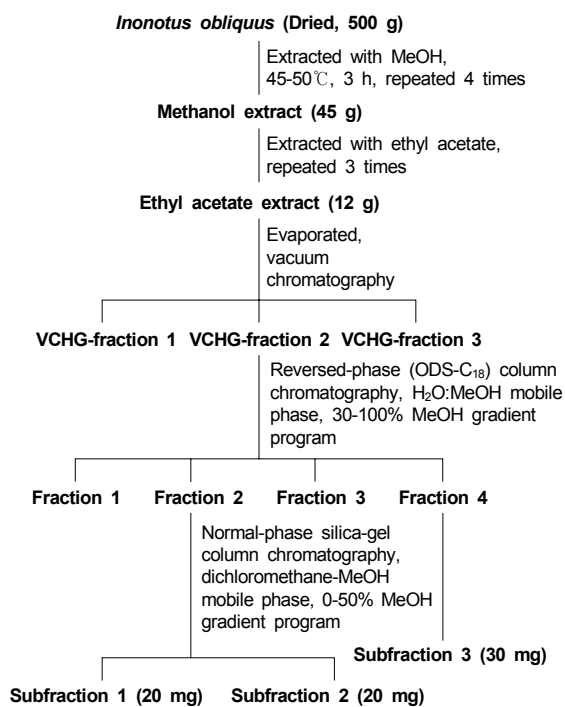 Inonotus obliquus (Dried, 500 g)
Extracted with MeOH,
45-50℃, 3 h, repeated 4 times
Methanol extract (45 g)
Extracted with ethyl acetate,
repeated 3 times
Ethyl acetate extract (12 g)
Evaporated,
vacuum
chromatography
VCHG-fraction 1 VCHG-fraction 2 VCHG-fraction 3
Reversed-phase (ODS-C₁₈) column
chromatography, H₂O:MeOH mobile
phase, 30-100% MeOH gradient
program
Fraction 1 Fraction 2 Fraction 3 Fraction 4
Normal-phase silica-gel
column chromatography,
dichloromethane-MeOH
mobile phase, 0-50% MeOH
gradient program
Subfraction 3 (30 mg)
Subfraction 1 (20 mg) Subfraction 2 (20 mg)